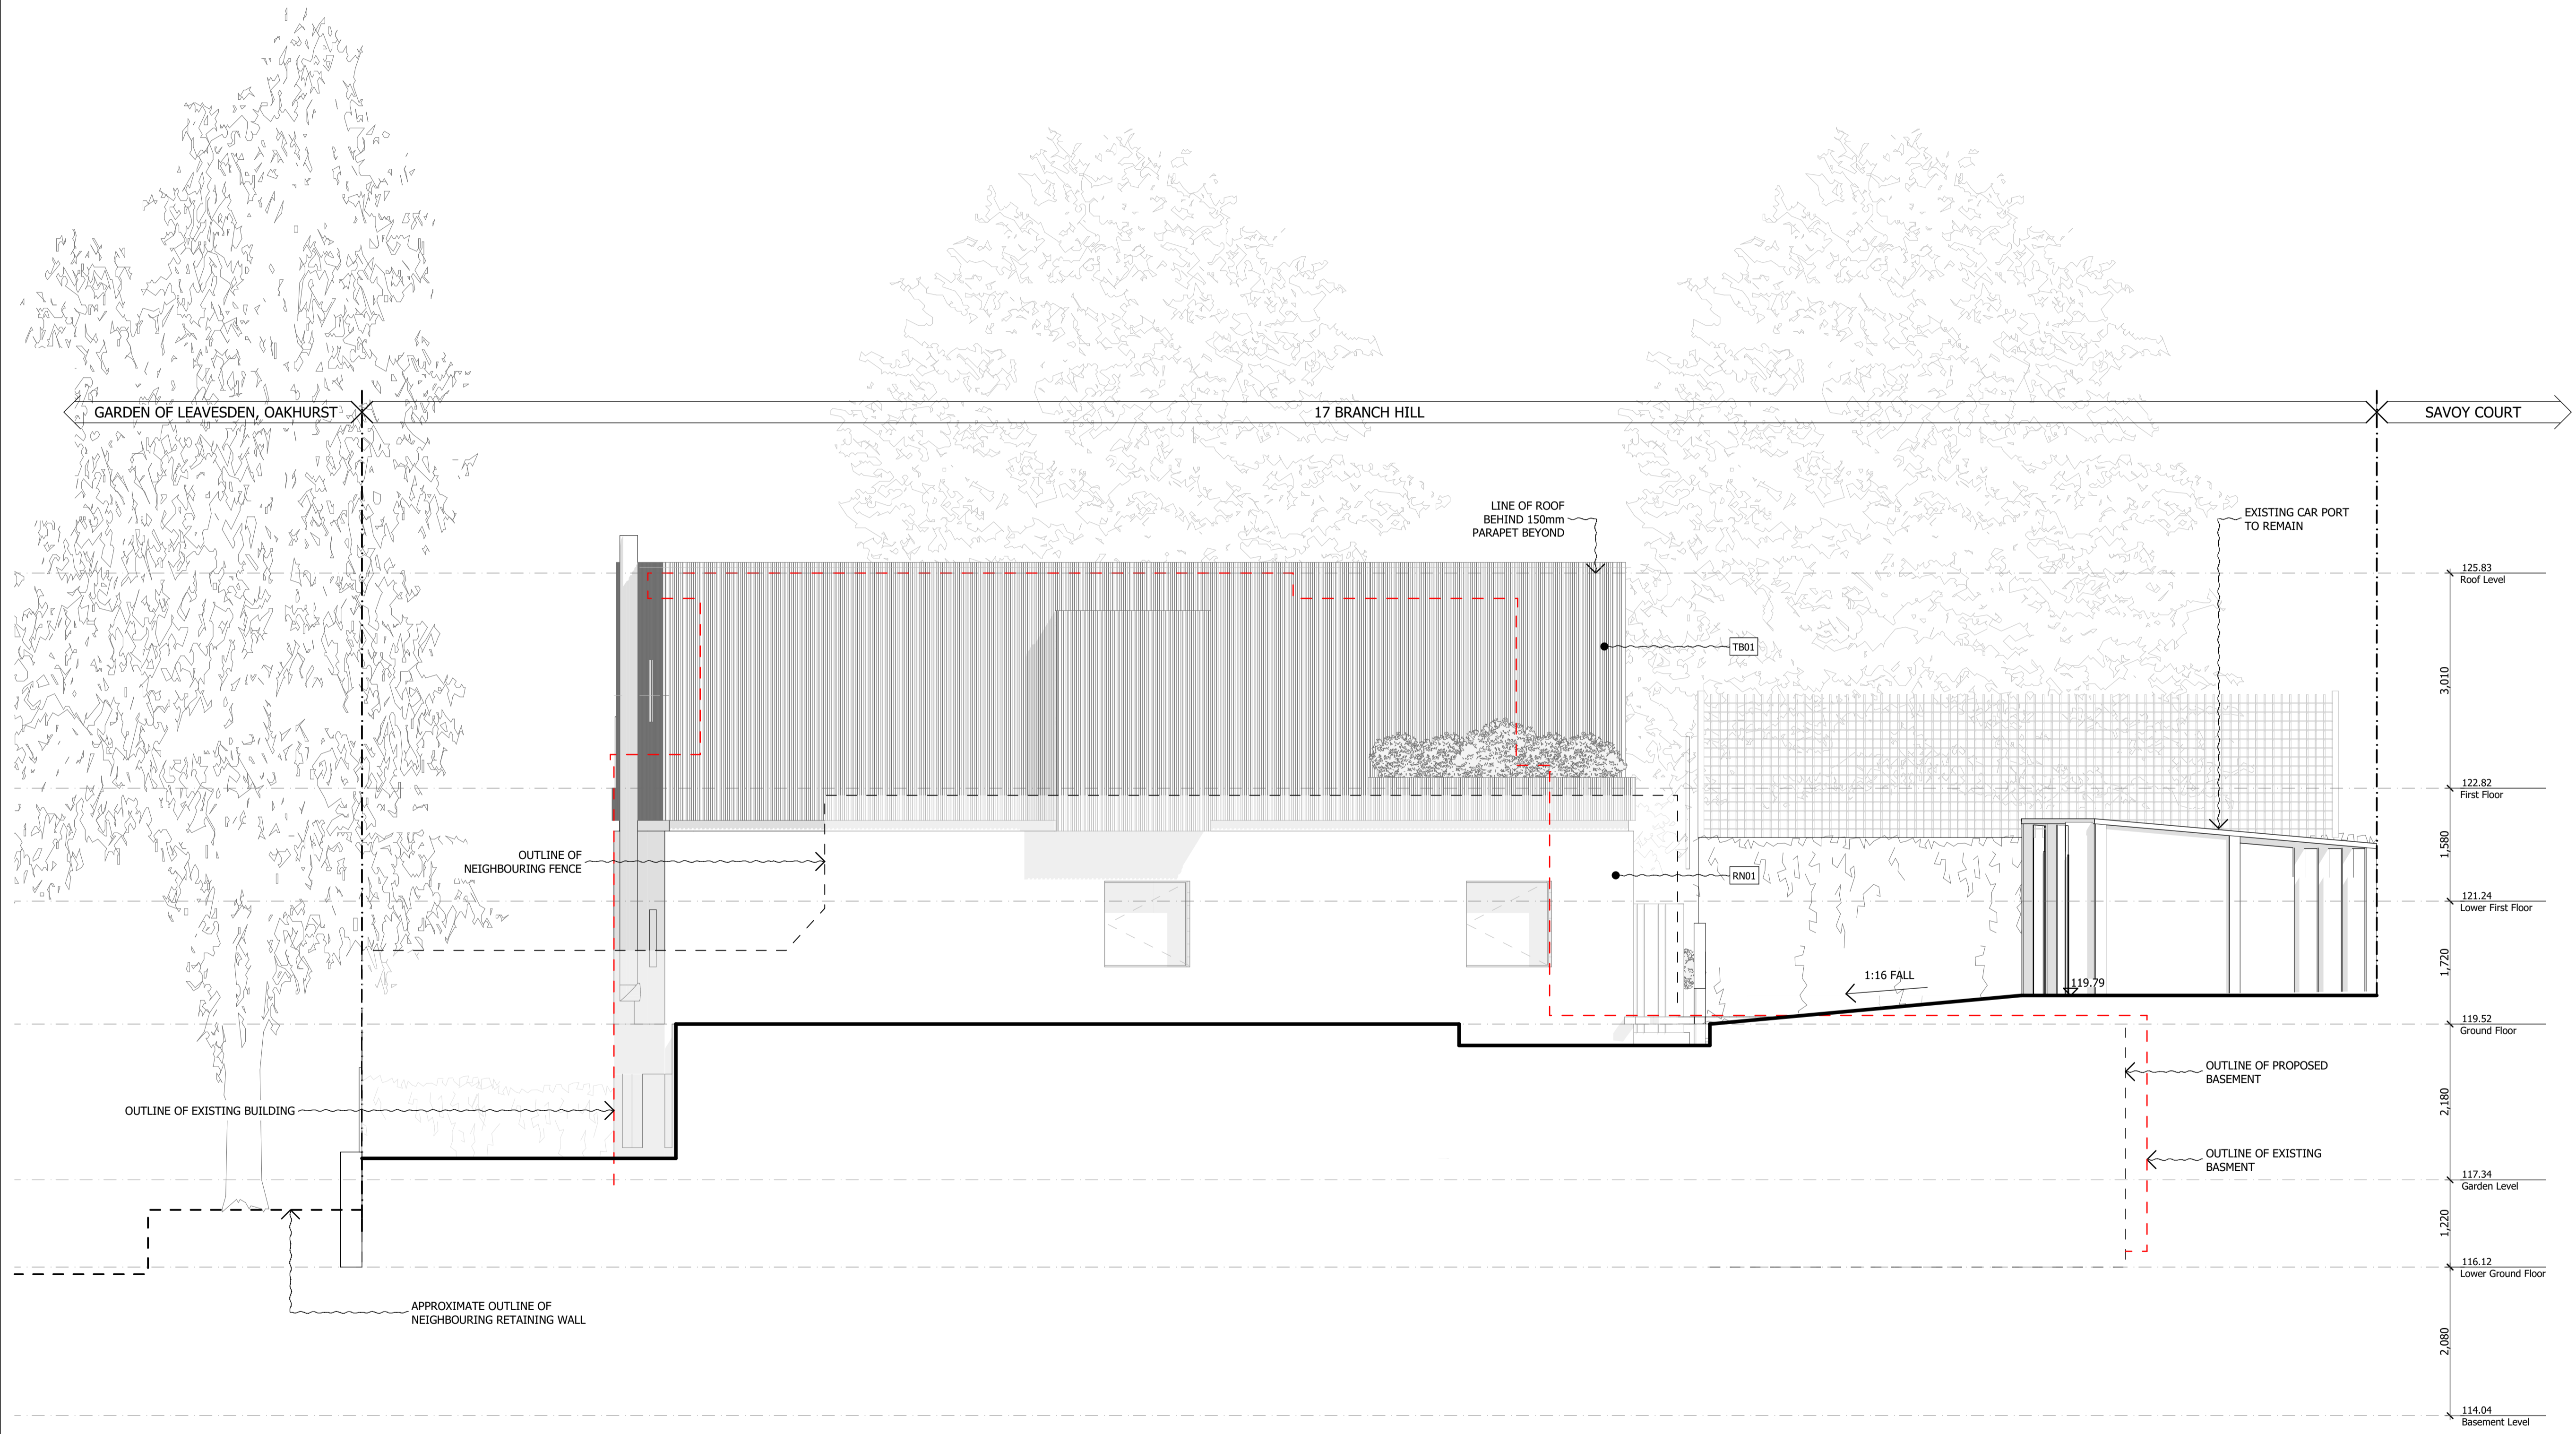 GARDEN OF LEAVESDEN, OAKHURST
17 BRANCH HILL
SAVOY COURT
LINE OF ROOF
BEHIND 150mm
PARAPET BEYOND
EXISTING CAR PORT
TO REMAIN
125.83
Roof Level
TB01
3,010
122.82
First Floor
OUTLINE OF
NEIGHBOURING FENCE
1,580
RN01
121.24
Lower First Floor
1,720
1:16 FALL
119.79
119.52
Ground Floor
OUTLINE OF PROPOSED
BASEMENT
2,180
OUTLINE OF EXISTING BUILDING
OUTLINE OF EXISTING
BASMENT
117.34
Garden Level
1,220
116.12
Lower Ground Floor
APPROXIMATE OUTLINE OF
NEIGHBOURING RETAINING WALL
2,080
114.04
Basement Level